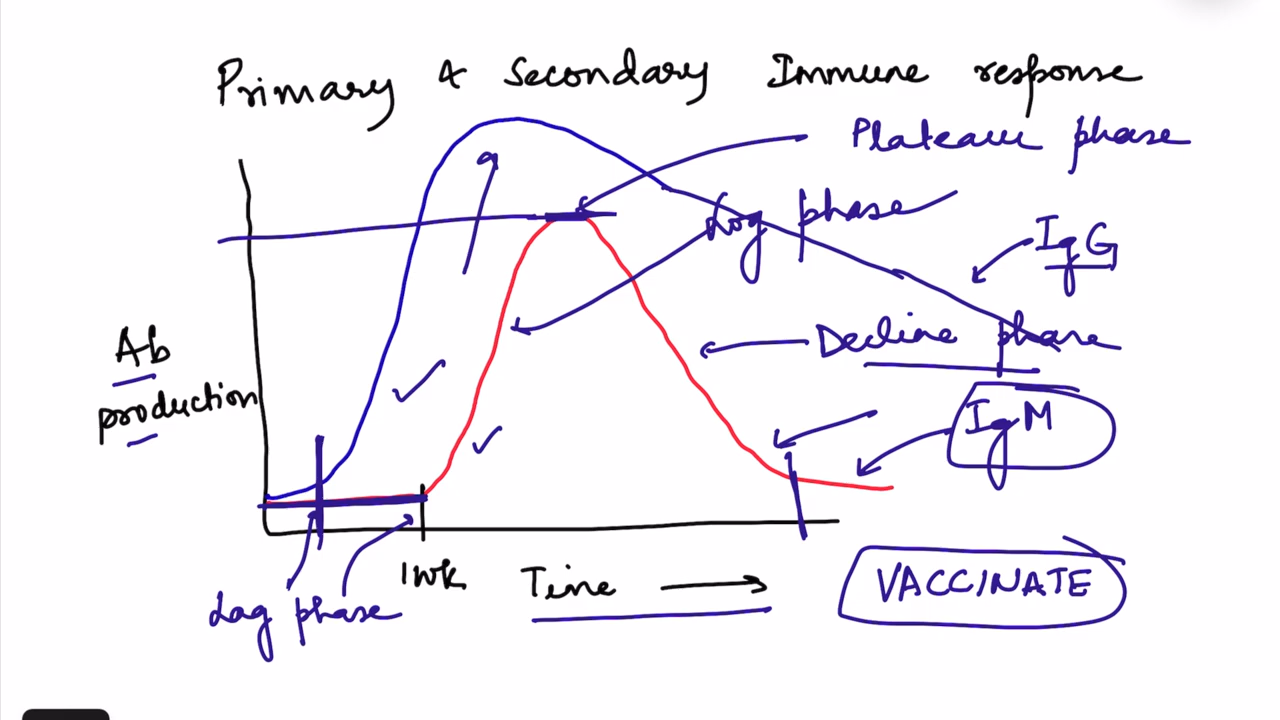 Primary & Secondary Immune response
Plateau phase
Log phase
IgG
Decline phase
Ab
production
IgM
1wk
Time
Lag phase
VACCINATE